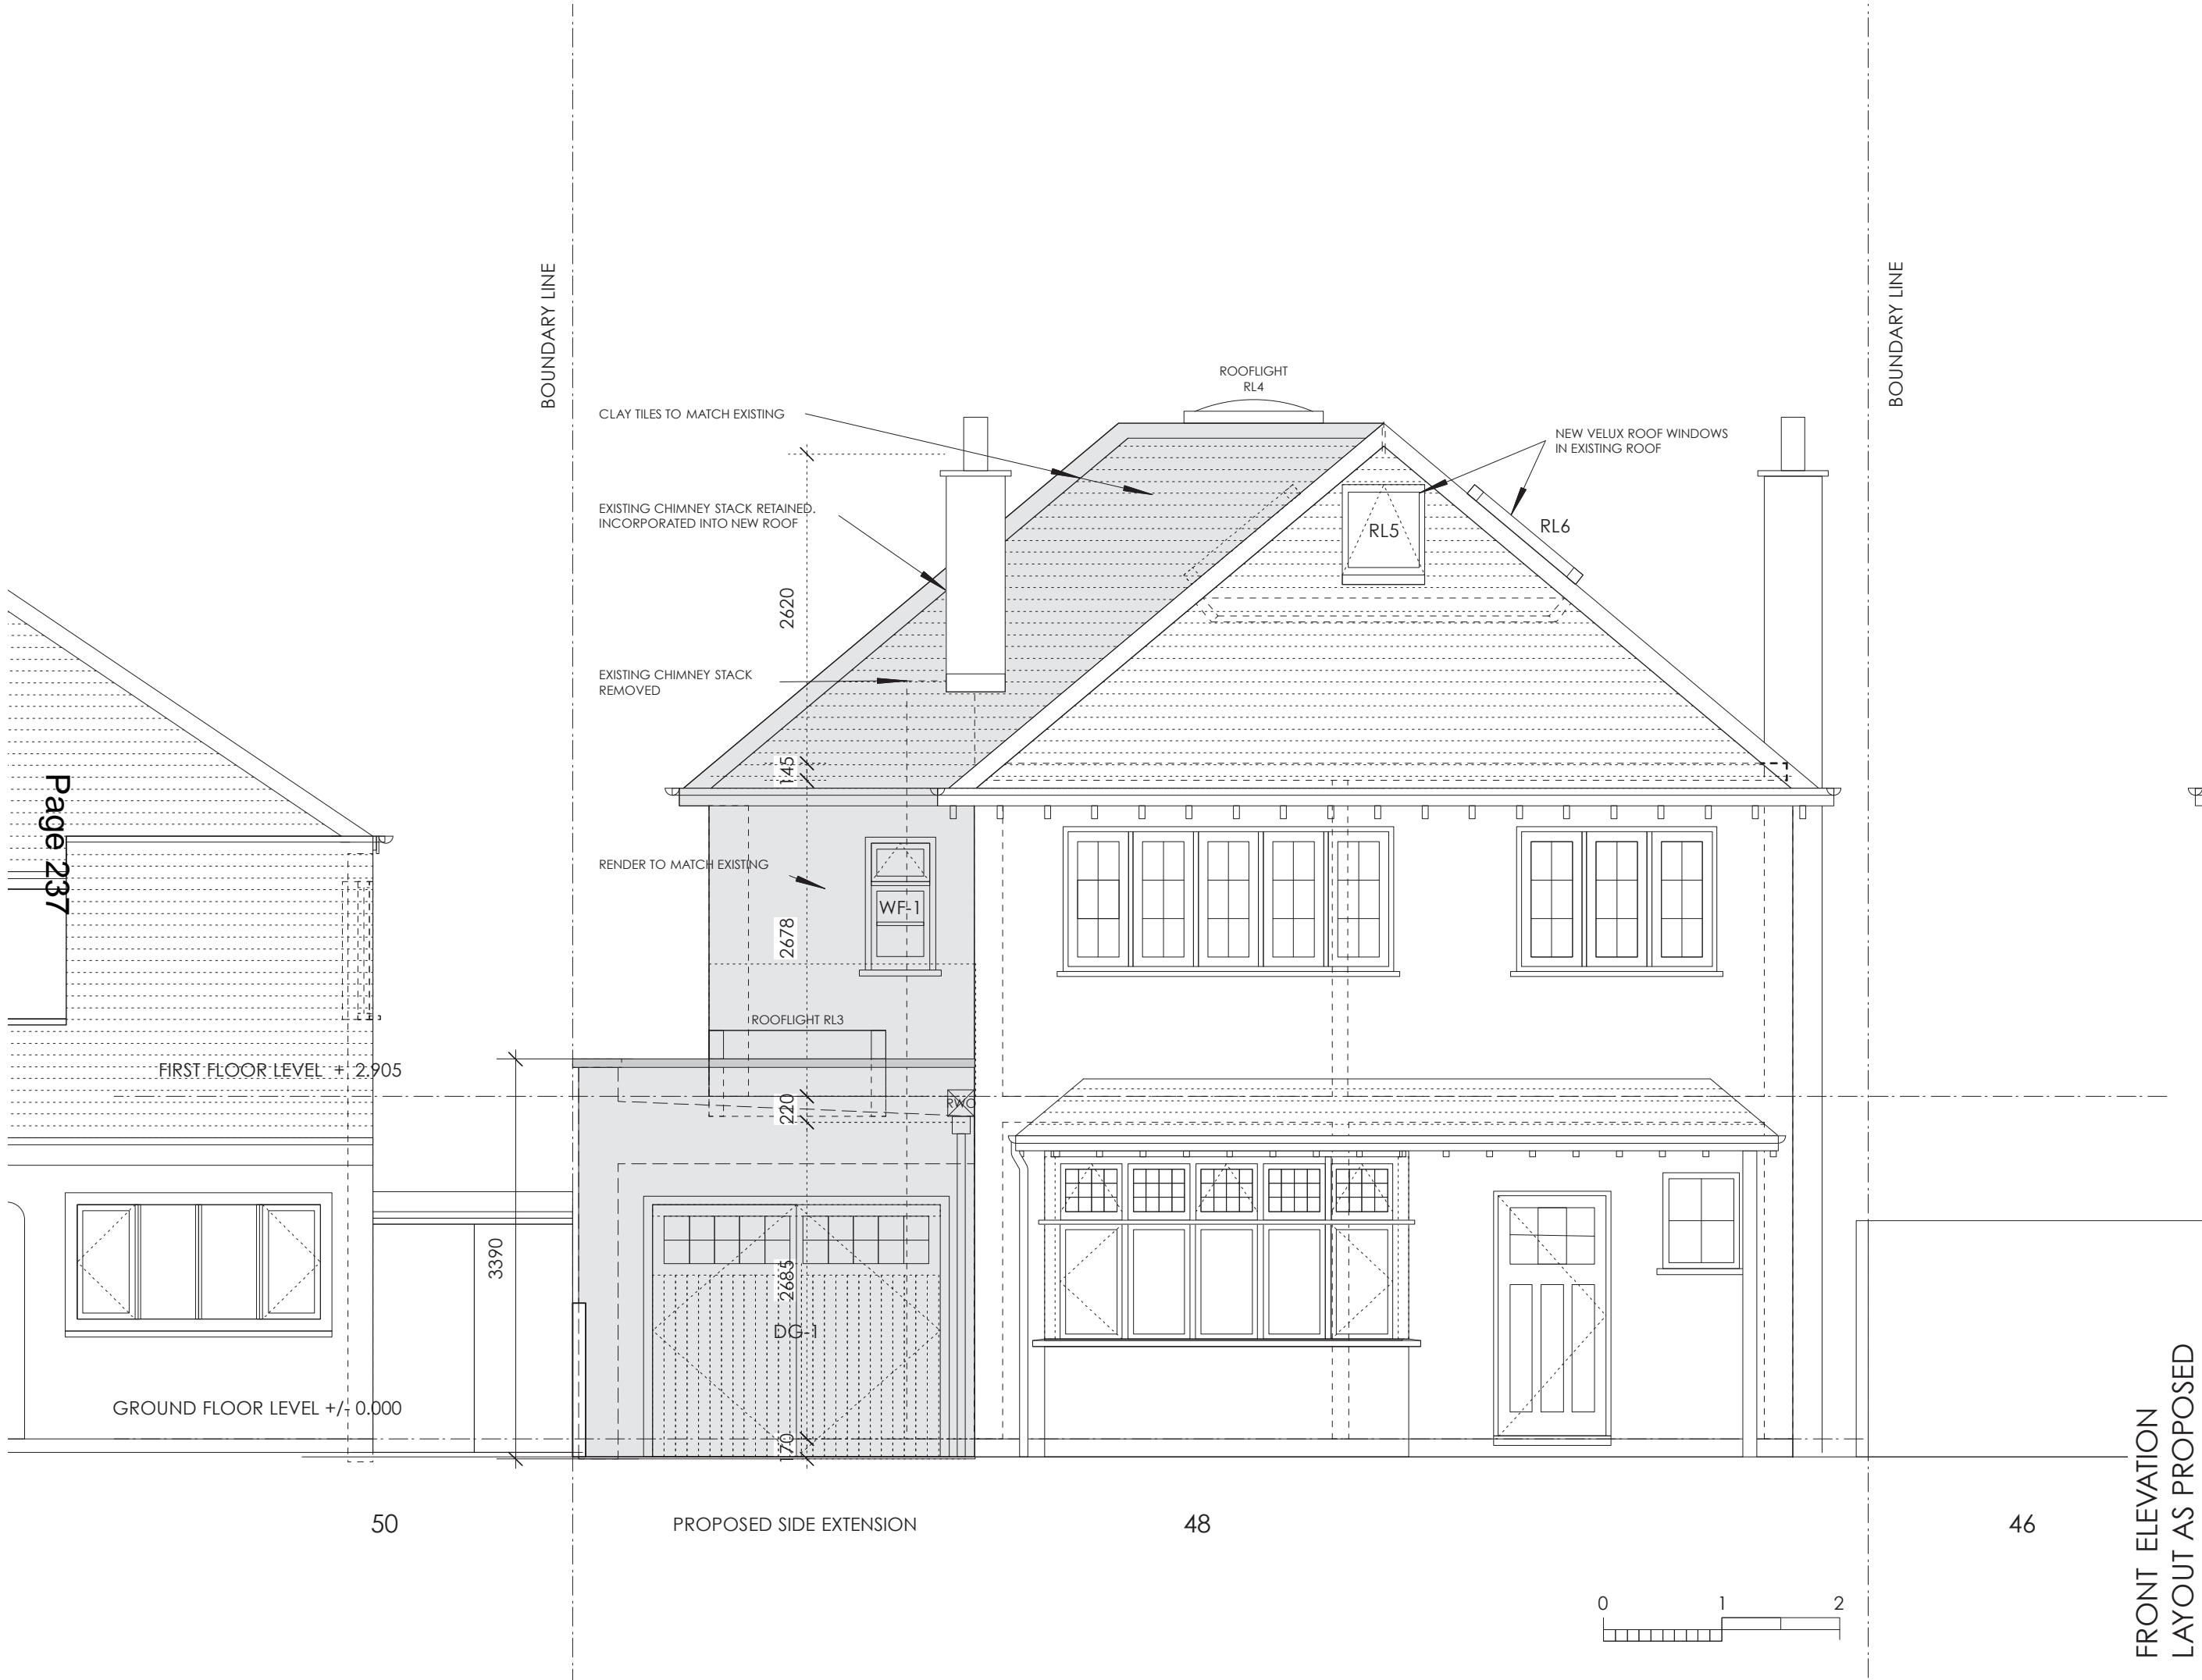 BOUNDARY LINE
BOUNDARY LINE
ROOFLIGHT
RL4
CLAY TILES TO MATCH EXISTING
NEW VELUX ROOF WINDOWS
IN EXISTING ROOF
EXISTING CHIMNEY STACK RETAINED.
INCORPORATED INTO NEW ROOF
RL5
RL6
2620
EXISTING CHIMNEY STACK
REMOVED
145
Page 237
RENDER TO MATCH EXISTING
WF-1
2678
ROOFLIGHT RL3
FIRST FLOOR LEVEL + 2.905
220
RWO
3390
2685
DG-1
GROUND FLOOR LEVEL +/- 0.000
170
50
PROPOSED SIDE EXTENSION
48
46
0 1 2
FRONT ELEVATION
LAYOUT AS PROPOSED